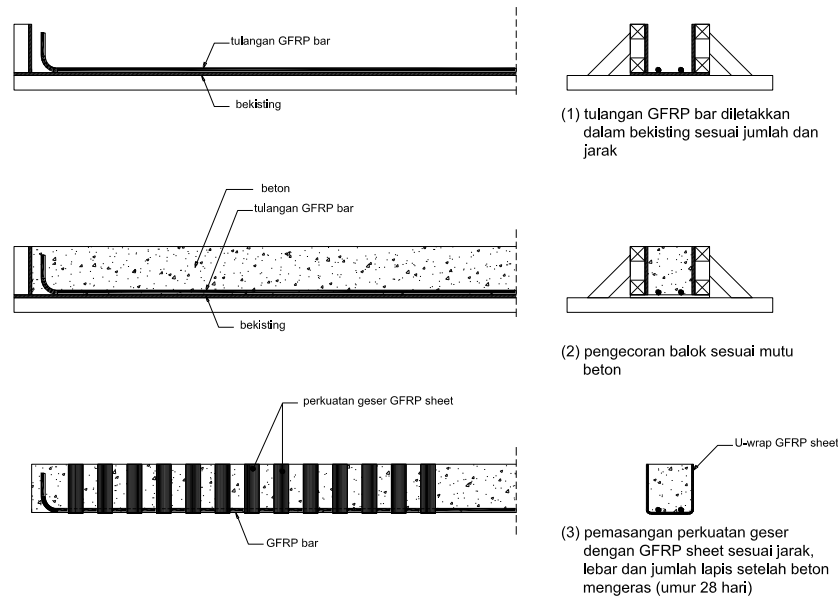 tulangan GFRP bar
bekisting
(1) tulangan GFRP bar diletakkan
dalam bekisting sesuai jumlah dan
jarak
beton
tulangan GFRP bar
bekisting
(2) pengecoran balok sesuai mutu
beton
perkuatan geser GFRP sheet
GFRP bar
U-wrap GFRP sheet
(3) pemasangan perkuatan geser
dengan GFRP sheet sesuai jarak,
lebar dan jumlah lapis setelah beton
mengeras (umur 28 hari)